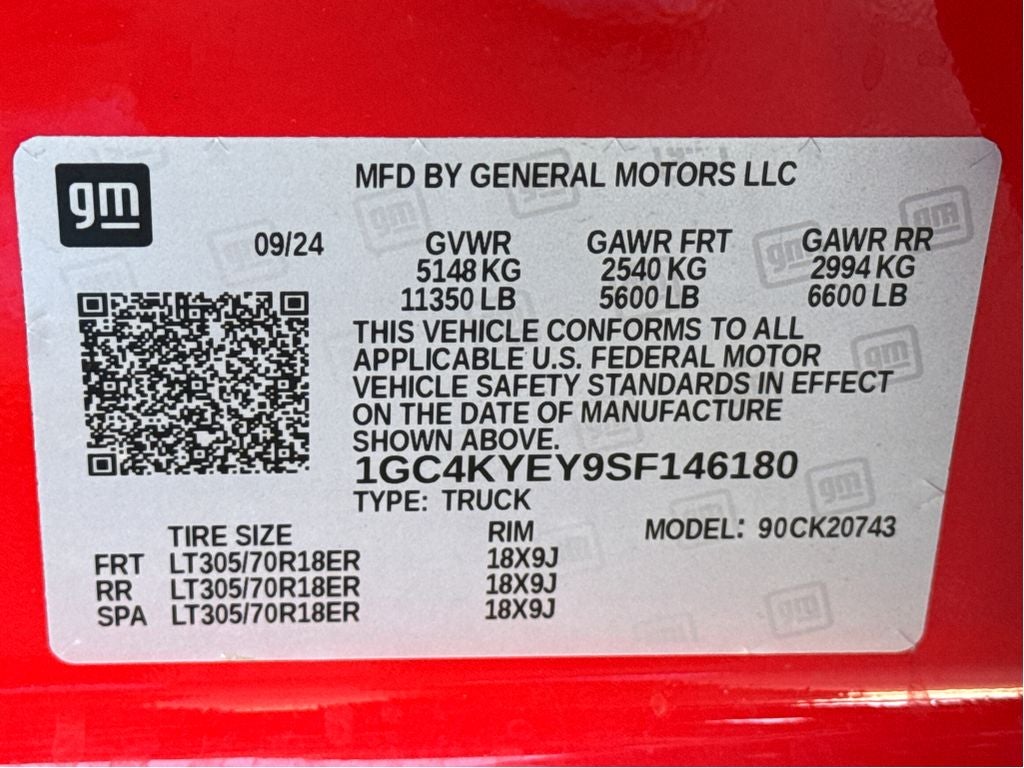 gm
MFD BY GENERAL MOTORS LLC
09/24 GVWR GAWR FRT GAWR RR
5148 KG 2540 KG 2994 KG
11350 LB 5600 LB 6600 LB
THIS VEHICLE CONFORMS TO ALL
APPLICABLE U.S. FEDERAL MOTOR
VEHICLE SAFETY STANDARDS IN EFFECT
ON THE DATE OF MANUFACTURE
SHOWN ABOVE.
1GC4KYEY9SF146180
TYPE: TRUCK
TIRE SIZE RIM MODEL: 90CK20743
FRT LT305/70R18ER 18X9J
RR LT305/70R18ER 18X9J
SPA LT305/70R18ER 18X9J